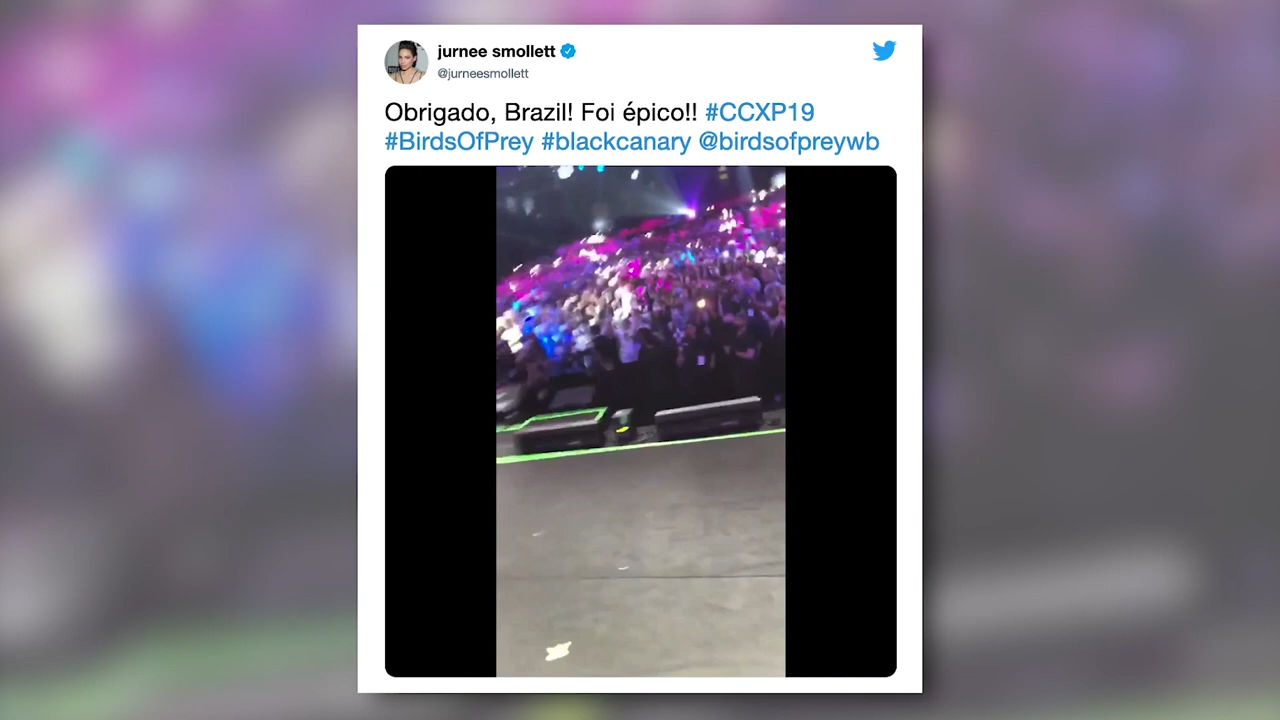 jurnee smollett
@jurneesmollett
Obrigado, Brazil! Foi épico!! #CCXP19
#BirdsOfPrey #blackcanary @birdsofpreywb